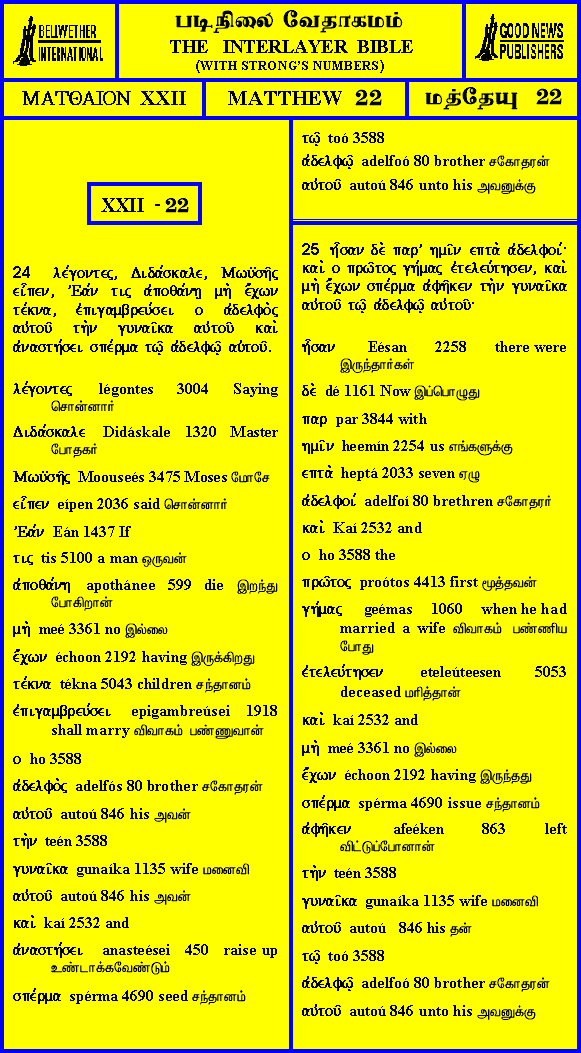 BELLWETHER
INTERNATIONAL
படிநிலை வேதாகமம்
THE INTERLAYER BIBLE
(WITH STRONG'S NUMBERS)
GOOD NEWS
PUBLISHERS
ΜΑΤΘΑΙΟΝ XXII
MATTHEW 22
மத்தேயு 22
XXII - 22
24 λέγοντες, Διδάσκαλε, Μωϋσῆς
εἶπεν, Ἐάν τις ἀποθάνῃ μὴ ἔχων
τέκνα, ἐπιγαμβρεύσει ο ἀδελφὸς
αὐτοῦ τὴν γυναῖκα αὐτοῦ καὶ
ἀναστήσει σπέρμα τῷ ἀδελφῷ αὐτοῦ.
λέγοντες légontes 3004 Saying
சொன்னார்
Διδάσκαλε Didáskale 1320 Master
போதகர்
Μωϋσῆς Moouseés 3475 Moses மோசே
εἶπεν eípen 2036 said சொன்னார்
Ἐάν Eán 1437 If
τις tis 5100 a man ஒருவன்
ἀποθάνῃ apothánee 599 die இறந்து
போகிறான்
μὴ meé 3361 no இல்லை
ἔχων échoon 2192 having இருக்கிறது
τέκνα tékna 5043 children சந்தானம்
ἐπιγαμβρεύσει epigambreúsei 1918
shall marry விவாகம் பண்ணுவான்
ο ho 3588
ἀδελφὸς adelfós 80 brother சகோதரன்
αὐτοῦ autoú 846 his அவன்
τὴν teén 3588
γυναῖκα gunaíka 1135 wife மனைவி
αὐτοῦ autoú 846 his அவன்
καὶ kaí 2532 and
ἀναστήσει anasteései 450 raise up
உண்டாக்கவேண்டும்
σπέρμα spérma 4690 seed சந்தானம்
τῷ toó 3588
ἀδελφῷ adelfoó 80 brother சகோதரன்
αὐτοῦ autoú 846 unto his அவனுக்கு
25 ἦσαν δὲ παρ' ημῖν επτὰ ἀδελφοί·
καὶ ο πρῶτος γήμας ἐτελεύτησεν, καὶ
μὴ ἔχων σπέρμα ἀφῆκεν τὴν γυναῖκα
αὐτοῦ τῷ ἀδελφῷ αὐτοῦ·
ἦσαν Eésan 2258 there were
இருந்தார்கள்
δὲ dé 1161 Now இப்பொழுது
παρ par 3844 with
ημῖν heemín 2254 us எங்களுக்கு
επτὰ heptá 2033 seven ஏழு
ἀδελφοί adelfoí 80 brethren சகோதரர்
καὶ Kaí 2532 and
ο ho 3588 the
πρῶτος proótos 4413 first மூத்தவன்
γήμας geémas 1060 when he had
married a wife விவாகம் பண்ணிய
போது
ἐτελεύτησεν eteleúteesen 5053
deceased மரித்தான்
καὶ kaí 2532 and
μὴ meé 3361 no இல்லை
ἔχων échoon 2192 having இருந்தது
σπέρμα spérma 4690 issue சந்தானம்
ἀφῆκεν afeéken 863 left
விட்டுப்போனான்
τὴν teén 3588
γυναῖκα gunaíka 1135 wife மனைவி
αὐτοῦ autoú 846 his தன்
τῷ toó 3588
ἀδελφῷ adelfoó 80 brother சகோதரன்
αὐτοῦ autoú 846 unto his அவனுக்கு